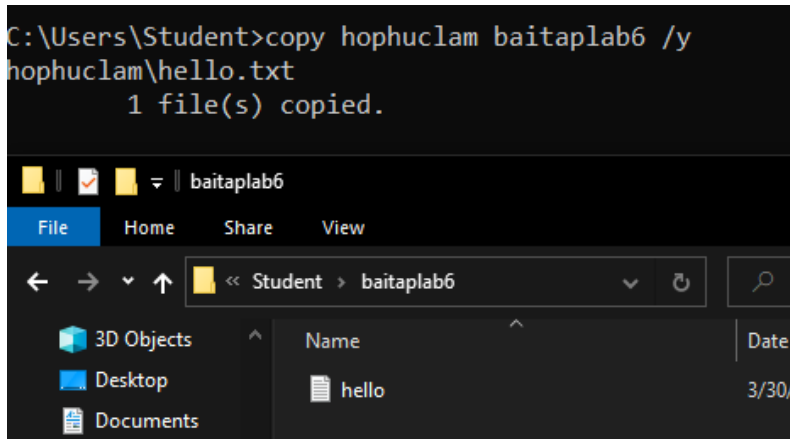 C:\Users\Student>copy hophuclam baitaplab6 /y
hophuclam\hello.txt
1 file(s) copied.
baitaplab6
File Home Share View
« Student › baitaplab6
3D Objects
Name Date
Desktop
hello 3/30/
Documents